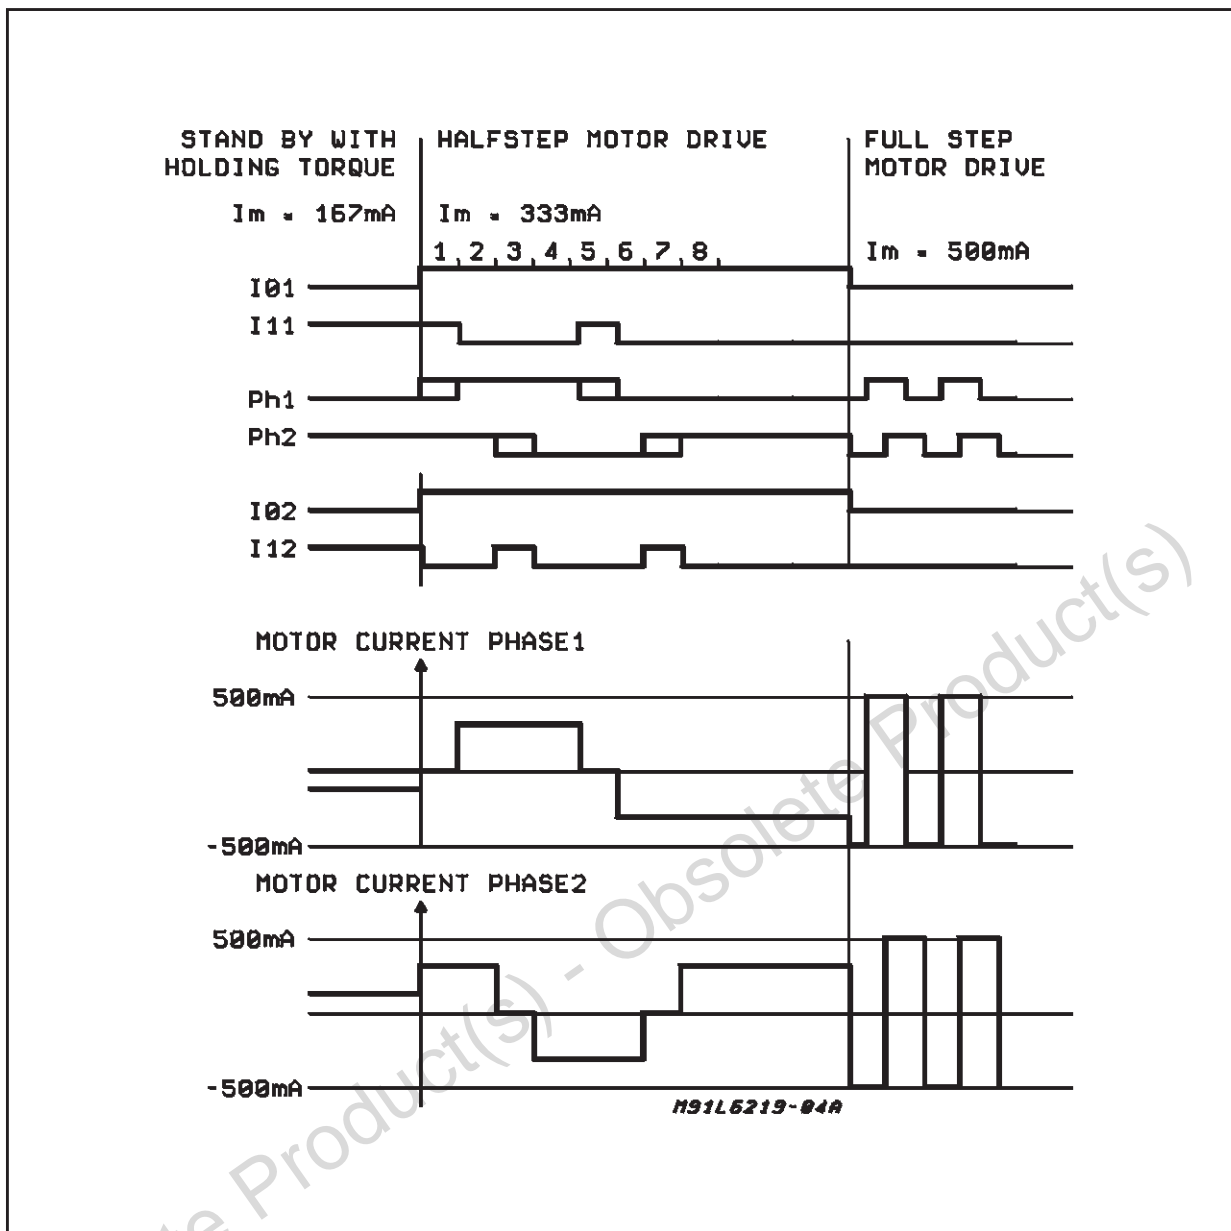 STAND BY WITH
HOLDING TORQUE
Im = 167mA
HALFSTEP MOTOR DRIVE
Im = 333mA
1 2 3 4 5 6 7 8
FULL STEP
MOTOR DRIVE
Im = 500mA
I01
I11
Ph1
Ph2
I02
I12
MOTOR CURRENT PHASE1
500mA
-500mA
MOTOR CURRENT PHASE2
500mA
-500mA
M91L6219-04A
te Product(s) - Obsolete Product(s)